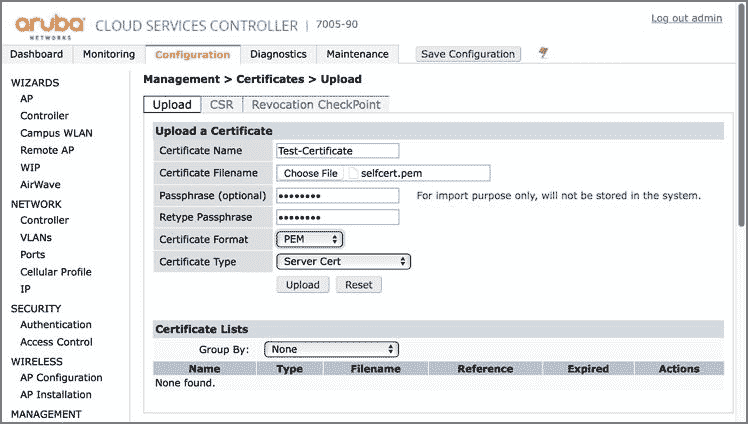 aruba NETWORKS CLOUD SERVICES CONTROLLER | 7005-90 Log out admin
Dashboard Monitoring Configuration Diagnostics Maintenance Save Configuration
Management > Certificates > Upload
WIZARDS
AP
Controller
Campus WLAN
Remote AP
WIP
AirWave
NETWORK
Controller
VLANs
Ports
Cellular Profile
IP
SECURITY
Authentication
Access Control
WIRELESS
AP Configuration
AP Installation
MANAGEMENT
Upload CSR Revocation CheckPoint
Upload a Certificate
Certificate Name Test-Certificate
Certificate Filename Choose File selfcert.pem
Passphrase (optional) •••••••• For import purpose only, will not be stored in the system.
Retype Passphrase ••••••••
Certificate Format PEM
Certificate Type Server Cert
Upload Reset
Certificate Lists
Group By: None
Name Type Filename Reference Expired Actions
None found.